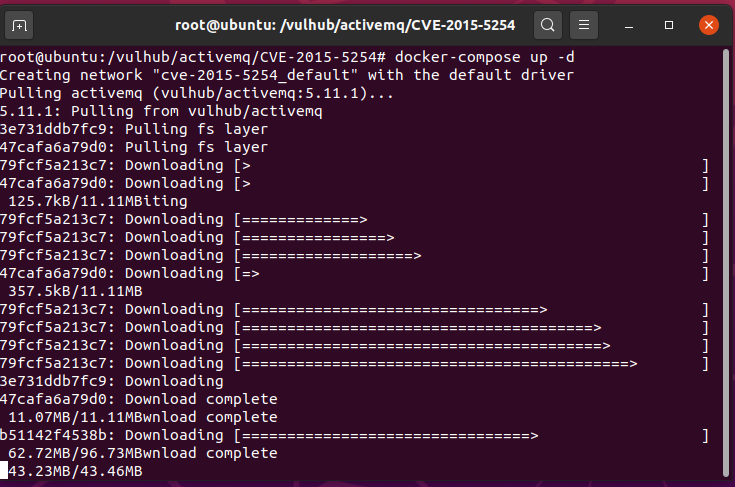 root@ubuntu: /vulhub/activemq/CVE-2015-5254
root@ubuntu:/vulhub/activemq/CVE-2015-5254# docker-compose up -d
Creating network "cve-2015-5254_default" with the default driver
Pulling activemq (vulhub/activemq:5.11.1)...
5.11.1: Pulling from vulhub/activemq
3e731ddb7fc9: Pulling fs layer
47cafa6a79d0: Pulling fs layer
79fcf5a213c7: Downloading [>                                                  ]
47cafa6a79d0: Downloading [>                                                  ]
 125.7kB/11.11MBiting
79fcf5a213c7: Downloading [=============>                                     ]
79fcf5a213c7: Downloading [================>                                  ]
79fcf5a213c7: Downloading [===================>                               ]
47cafa6a79d0: Downloading [=>                                                 ]
 357.5kB/11.11MB
79fcf5a213c7: Downloading [=================================>                 ]
79fcf5a213c7: Downloading [=======================================>           ]
79fcf5a213c7: Downloading [========================================>          ]
79fcf5a213c7: Downloading [===========================================>       ]
3e731ddb7fc9: Downloading
47cafa6a79d0: Download complete
 11.07MB/11.11MBwnload complete
b51142f4538b: Downloading [================================>                  ]
 62.72MB/96.73MBwnload complete
 43.23MB/43.46MB